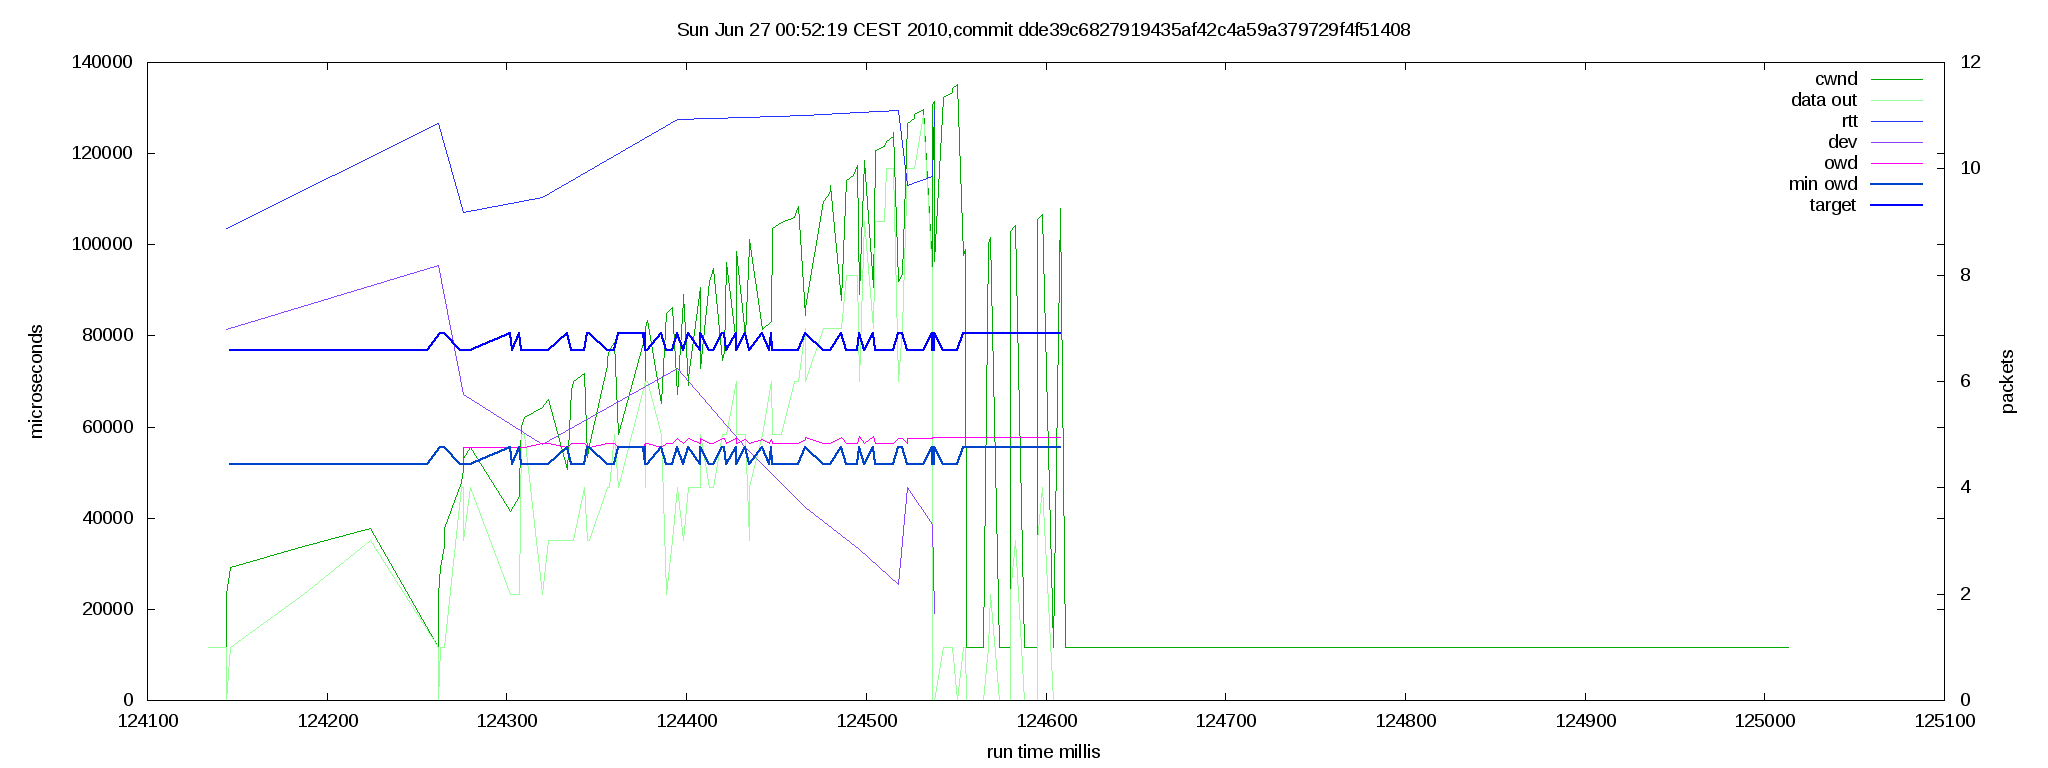 Sun Jun 27 00:52:19 CEST 2010,commit dde39c6827919435af42c4a59a379729f4f51408
140000
120000
100000
80000
60000
40000
20000
0
microseconds
12
10
8
6
4
2
0
packets
cwnd
data out
rtt
dev
owd
min owd
target
124100 124200 124300 124400 124500 124600 124700 124800 124900 125000 125100
run time millis